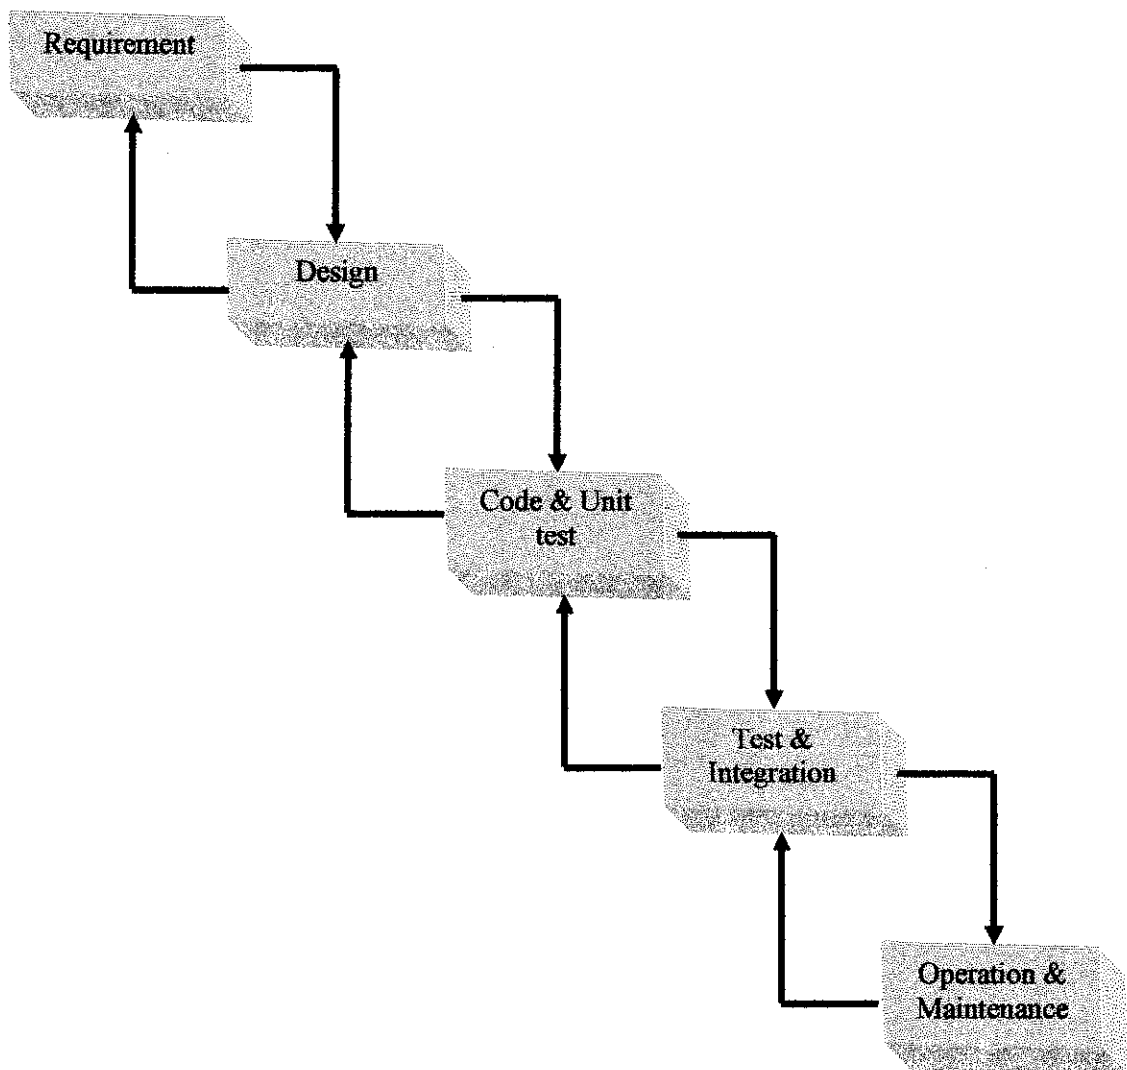 Requirement
Design
Code & Unit
test
Test &
Integration
Operation &
Maintenance